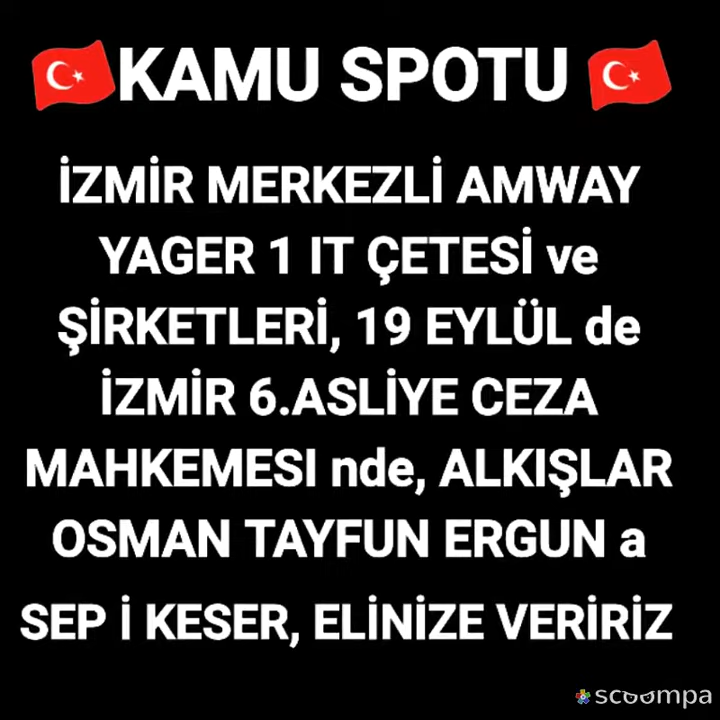 🇹🇷KAMU SPOTU 🇹🇷
İZMİR MERKEZLİ AMWAY
YAGER 1 IT ÇETESİ ve
ŞİRKETLERİ, 19 EYLÜL de
İZMİR 6.ASLİYE CEZA
MAHKEMESI nde, ALKIŞLAR
OSMAN TAYFUN ERGUN a
SEP İ KESER, ELİNİZE VERİRİZ
scoompa